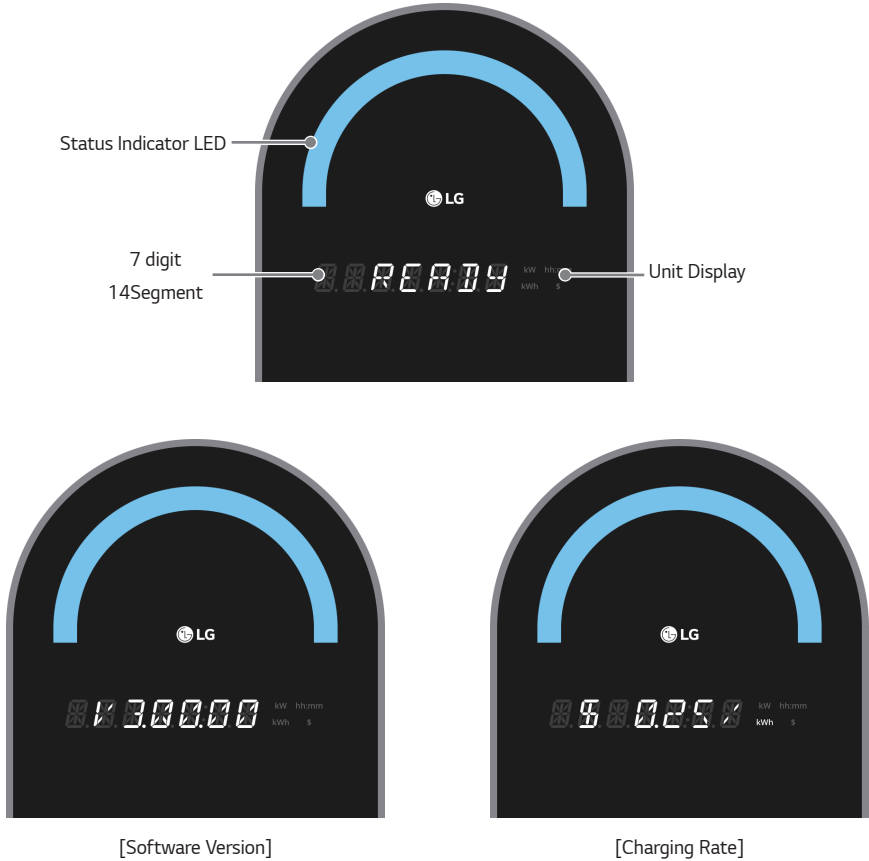 Status Indicator LED
LG
7 digit
14Segment
READY
kW hh:m
kWh $
Unit Display
LG
V3.00.00
kW hh:mm
kWh $
LG
$ 0.25 /
kW hh:mm
kWh $
[Software Version]
[Charging Rate]